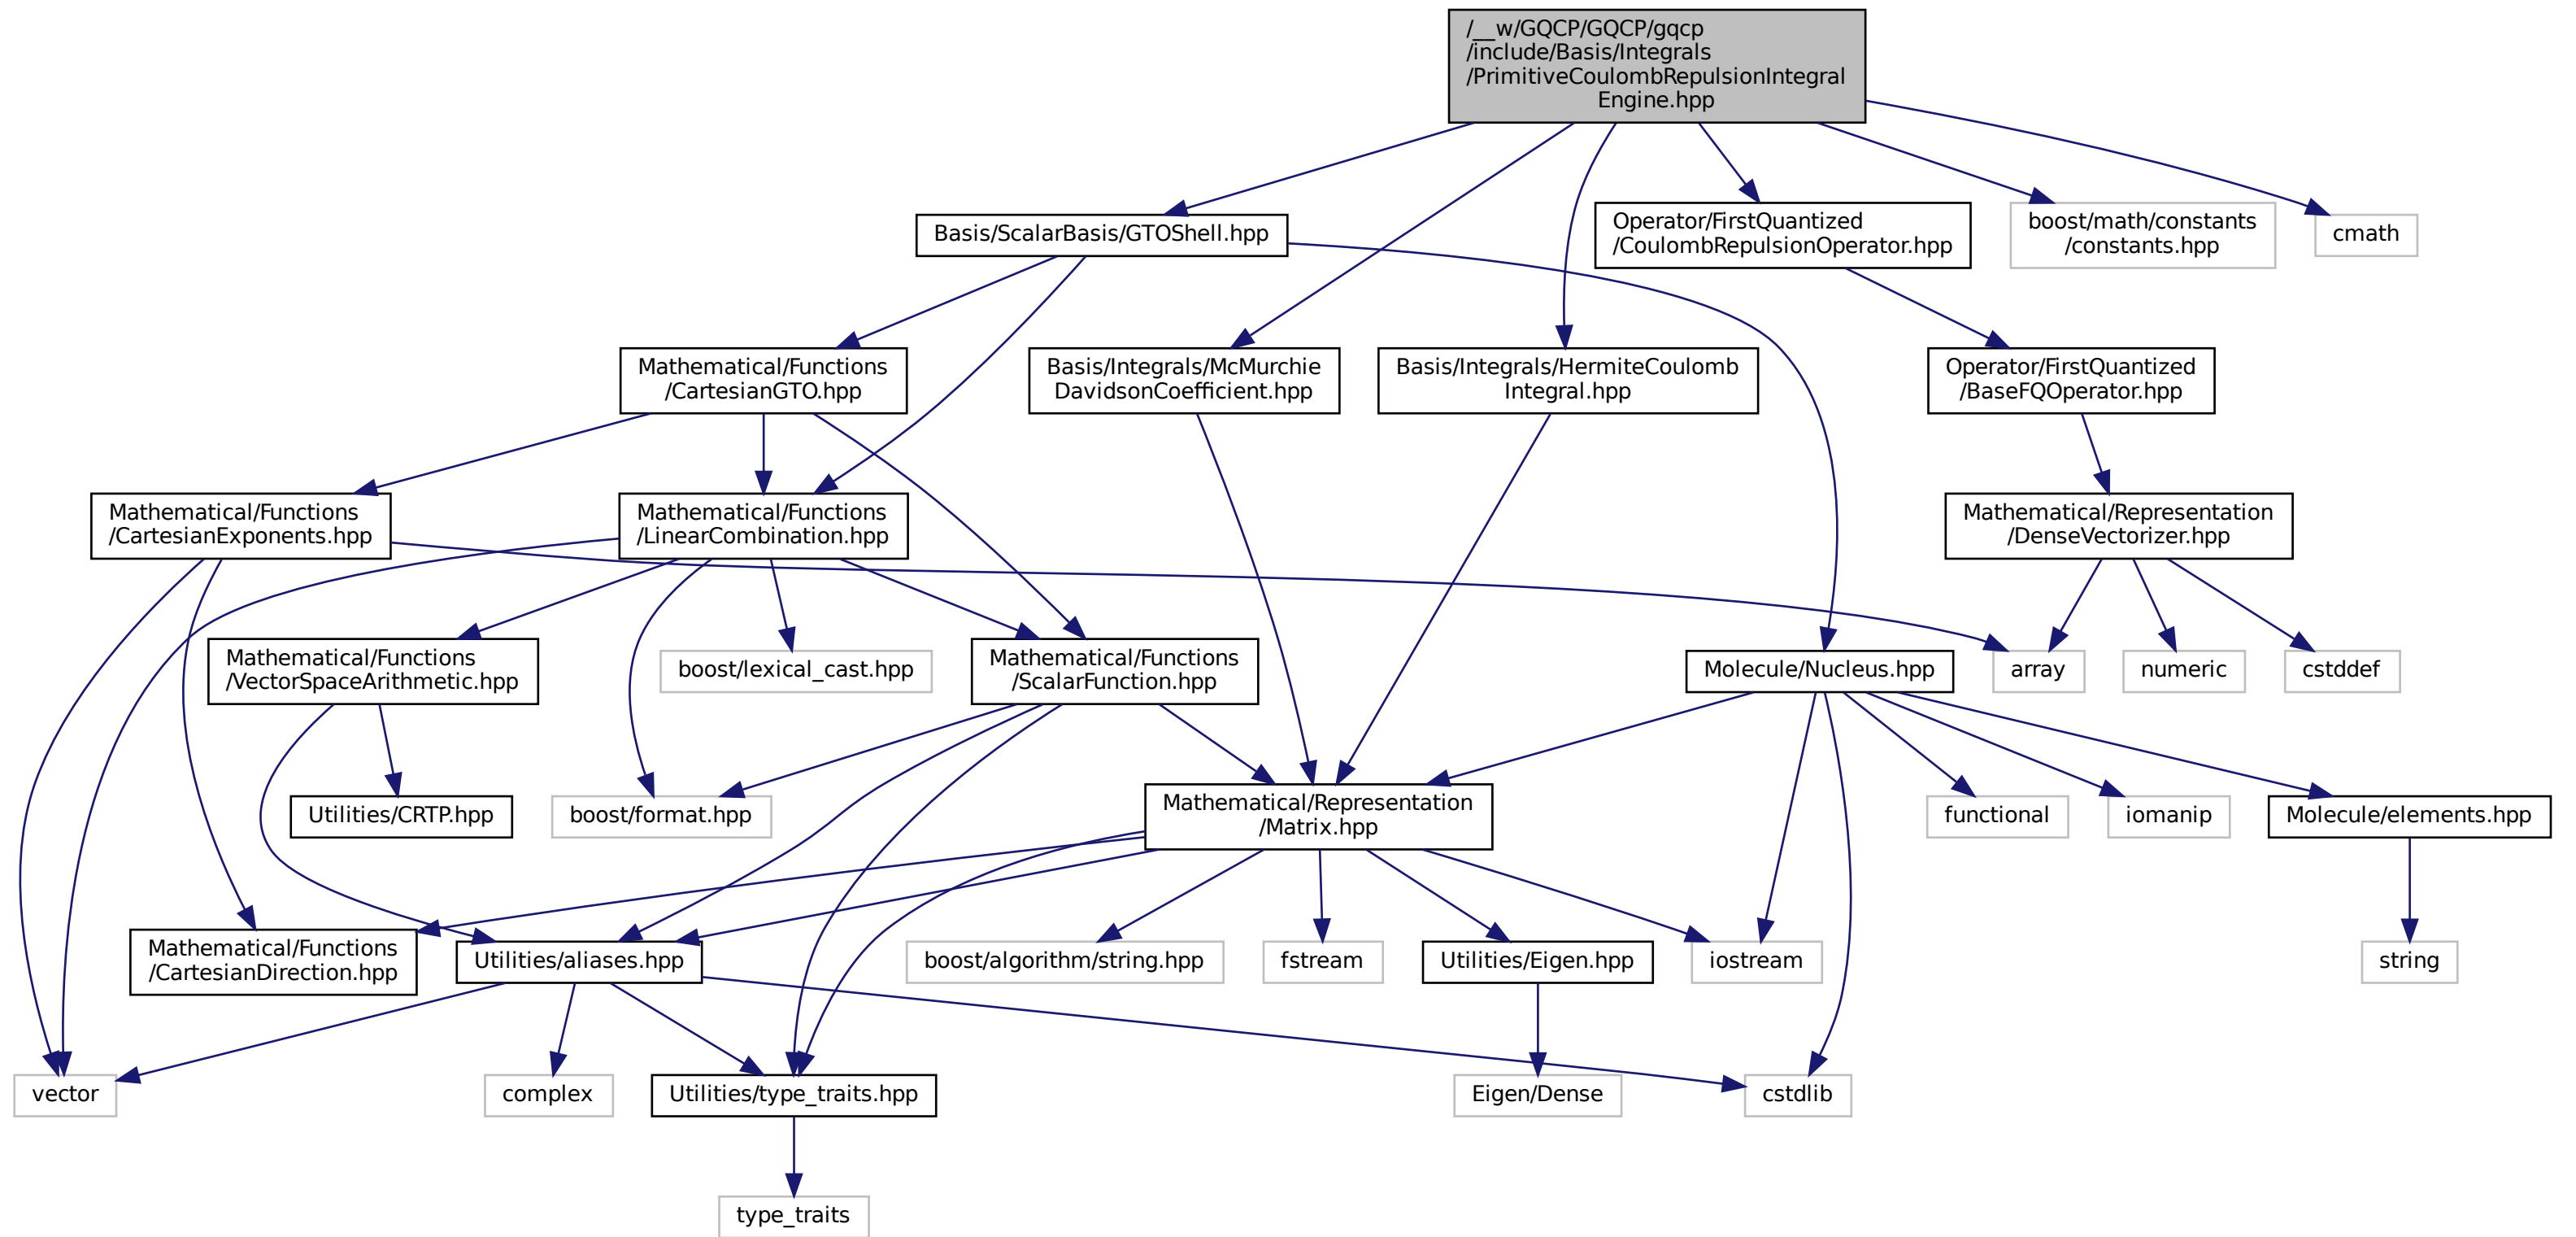 /__w/GQCP/GQCP/gqcp
/include/Basis/Integrals
/PrimitiveCoulombRepulsionIntegral
Engine.hpp
Basis/ScalarBasis/GTOShell.hpp
Operator/FirstQuantized
/CoulombRepulsionOperator.hpp
boost/math/constants
/constants.hpp
cmath
Mathematical/Functions
/CartesianGTO.hpp
Basis/Integrals/McMurchie
DavidsonCoefficient.hpp
Basis/Integrals/HermiteCoulomb
Integral.hpp
Operator/FirstQuantized
/BaseFQOperator.hpp
Mathematical/Functions
/CartesianExponents.hpp
Mathematical/Functions
/LinearCombination.hpp
Mathematical/Representation
/DenseVectorizer.hpp
Mathematical/Functions
/VectorSpaceArithmetic.hpp
boost/lexical_cast.hpp
Mathematical/Functions
/ScalarFunction.hpp
Molecule/Nucleus.hpp
array
numeric
cstddef
Utilities/CRTP.hpp
boost/format.hpp
Mathematical/Representation
/Matrix.hpp
functional
iomanip
Molecule/elements.hpp
Mathematical/Functions
/CartesianDirection.hpp
Utilities/aliases.hpp
boost/algorithm/string.hpp
fstream
Utilities/Eigen.hpp
iostream
string
vector
complex
Utilities/type_traits.hpp
Eigen/Dense
cstdlib
type_traits